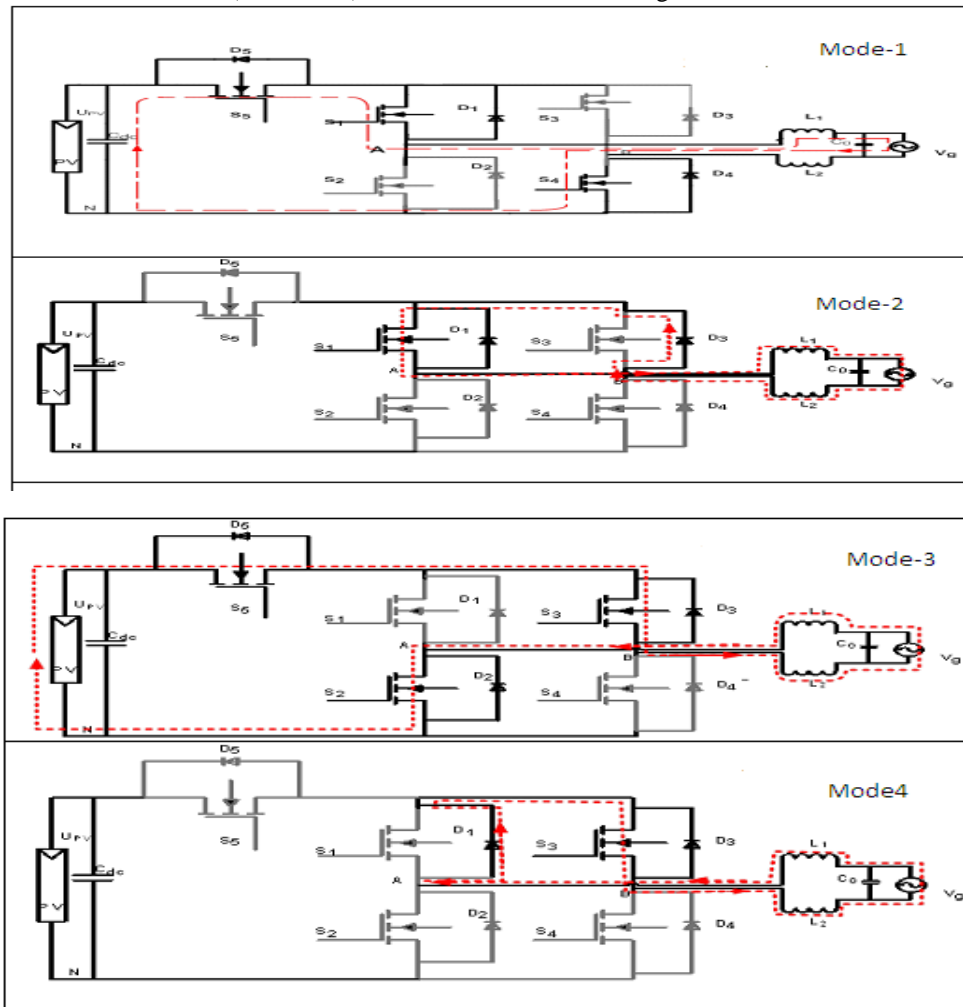 Mode-1
D5
S5
UPV
Cdc
PV
N
S1
D1
S3
D3
A
S2
D2
S4
D4
L1
C0
L2
Vg
Mode-2
D5
S5
UPV
Cdc
PV
N
S1
D1
S3
D3
A
S2
D2
S4
D4
L1
C0
L2
Vg
Mode-3
D5
S5
UPV
Cdc
PV
N
S1
D1
S3
D3
A
B
S2
D2
S4
D4
L1
C0
L2
Vg
Mode4
D5
S5
UPV
Cdc
PV
N
S1
D1
S3
D3
A
S2
D2
S4
D4
L1
C0
L2
Vg